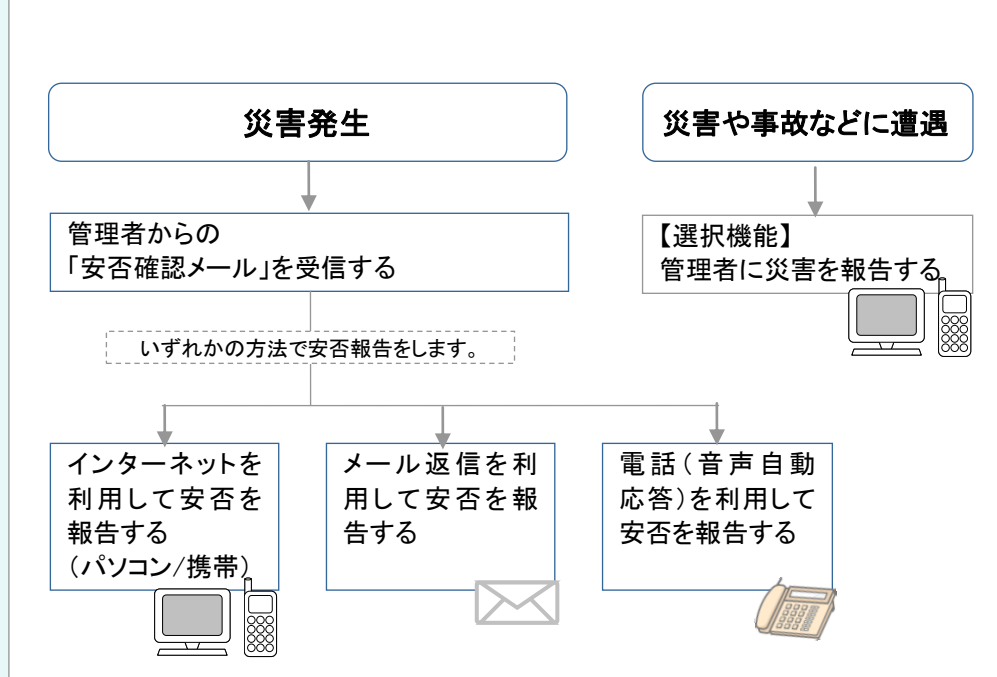 災害発生
管理者からの
「安否確認メール」を受信する
いずれかの方法で安否報告をします。
インターネットを
利用して安否を
報告する
（パソコン/携帯）
メール返信を利
用して安否を報
告する
電話（音声自動
応答）を利用して
安否を報告する
災害や事故などに遭遇
【選択機能】
管理者に災害を報告する